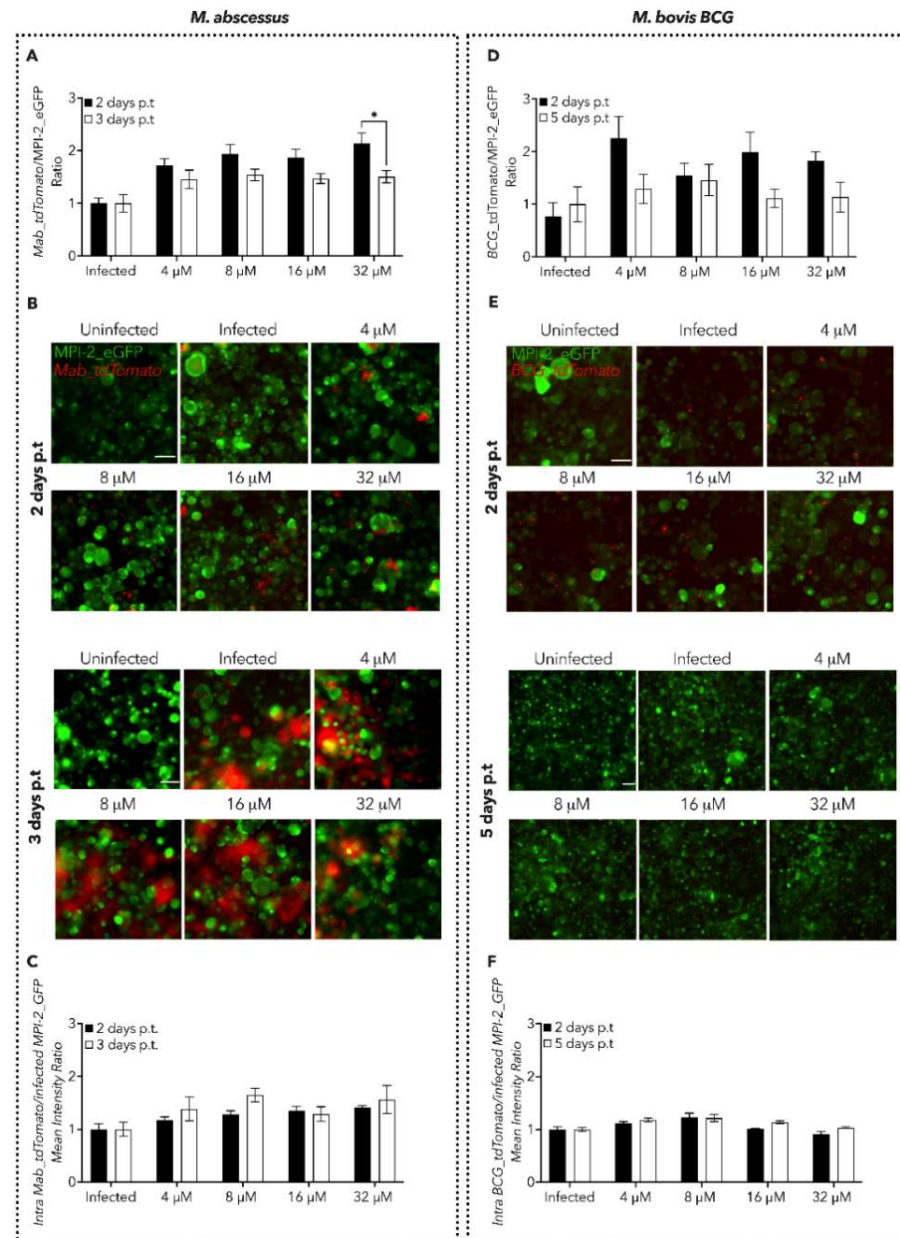 M. abscessus
M. bovis BCG
A
Mab_tdTomato/MPI-2_eGFP
Ratio
3
2
1
0
2 days p.t
3 days p.t
*
Infected
4 μM
8 μM
16 μM
32 μM
D
BCG_tdTomato/MPI-2_eGFP
Ratio
3
2
1
0
2 days p.t
5 days p.t
Infected
4 μM
8 μM
16 μM
32 μM
B
2 days p.t
Uninfected
Infected
4 μM
MPI-2_eGFP
Mab_tdTomato
8 μM
16 μM
32 μM
3 days p.t
Uninfected
Infected
4 μM
8 μM
16 μM
32 μM
E
2 days p.t
Uninfected
Infected
4 μM
MPI-2_eGFP
BCG_tdTomato
8 μM
16 μM
32 μM
5 days p.t
Uninfected
Infected
4 μM
8 μM
16 μM
32 μM
C
Intra Mab_tdTomato/infected MPI-2_GFP
Mean Intensity Ratio
3
2
1
0
2 days p.t.
3 days p.t.
Infected
4 μM
8 μM
16 μM
32 μM
F
Intra BCG_tdTomato/infected MPI-2_GFP
Mean Intensity Ratio
3
2
1
0
2 days p.t
5 days p.t
Infected
4 μM
8 μM
16 μM
32 μM